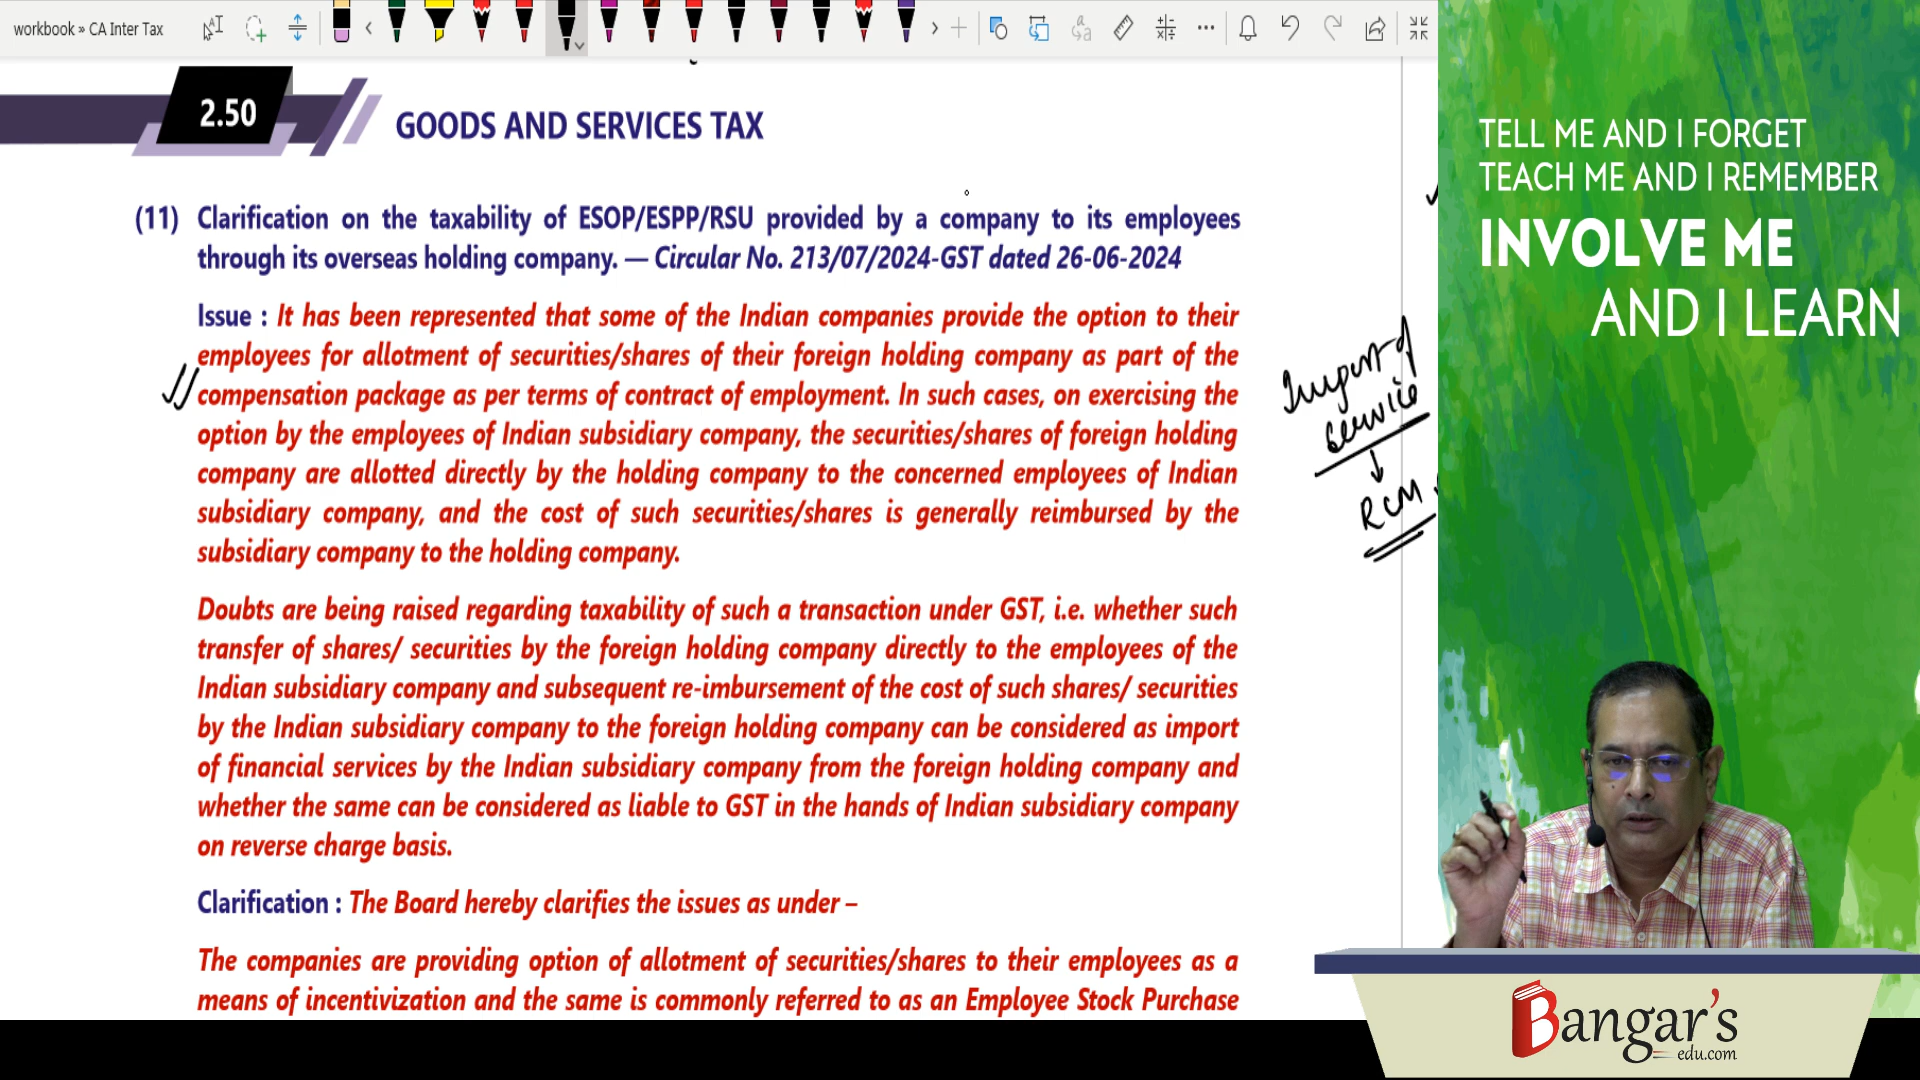 workbook » CA Inter Tax
2.50
GOODS AND SERVICES TAX
(11) Clarification on the taxability of ESOP/ESPP/RSU provided by a company to its employees
through its overseas holding company. — Circular No. 213/07/2024-GST dated 26-06-2024
Issue : It has been represented that some of the Indian companies provide the option to their
employees for allotment of securities/shares of their foreign holding company as part of the
compensation package as per terms of contract of employment. In such cases, on exercising the
option by the employees of Indian subsidiary company, the securities/shares of foreign holding
company are allotted directly by the holding company to the concerned employees of Indian
subsidiary company, and the cost of such securities/shares is generally reimbursed by the
subsidiary company to the holding company.
Doubts are being raised regarding taxability of such a transaction under GST, i.e. whether such
transfer of shares/ securities by the foreign holding company directly to the employees of the
Indian subsidiary company and subsequent re-imbursement of the cost of such shares/ securities
by the Indian subsidiary company to the foreign holding company can be considered as import
of financial services by the Indian subsidiary company from the foreign holding company and
whether the same can be considered as liable to GST in the hands of Indian subsidiary company
on reverse charge basis.
Clarification : The Board hereby clarifies the issues as under –
The companies are providing option of allotment of securities/shares to their employees as a
means of incentivization and the same is commonly referred to as an Employee Stock Purchase
Import of
service
RCM
TELL ME AND I FORGET
TEACH ME AND I REMEMBER
INVOLVE ME
AND I LEARN
Bangar's
edu.com